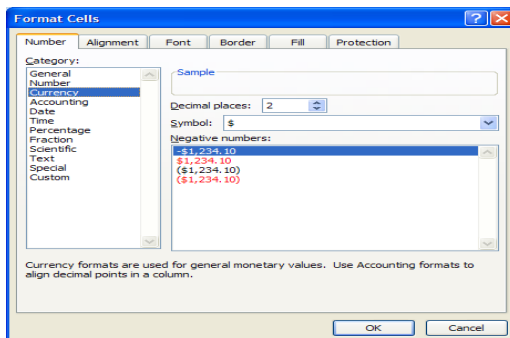 Format Cells
Number Alignment Font Border Fill Protection
Category:
General
Number
Currency
Accounting
Date
Time
Percentage
Fraction
Scientific
Text
Special
Custom
Sample
Decimal places: 2
Symbol: $
Negative numbers:
-$1,234.10
$1,234.10
($1,234.10)
($1,234.10)
Currency formats are used for general monetary values. Use Accounting formats to
align decimal points in a column.
OK Cancel